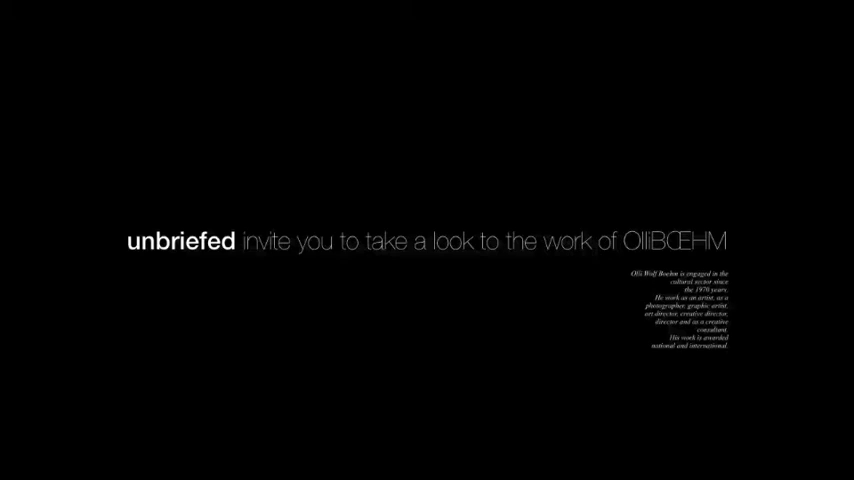 unbriefed invite you to take a look to the work of OlliBŒHM
Olli Wolf Boehm is engaged in the
cultural sector since
the 1970 years.
He work as an artist, as a
photographer, graphic artist,
art director, creative director,
director and as a creative
consultant.
His work is awarded
national and international.